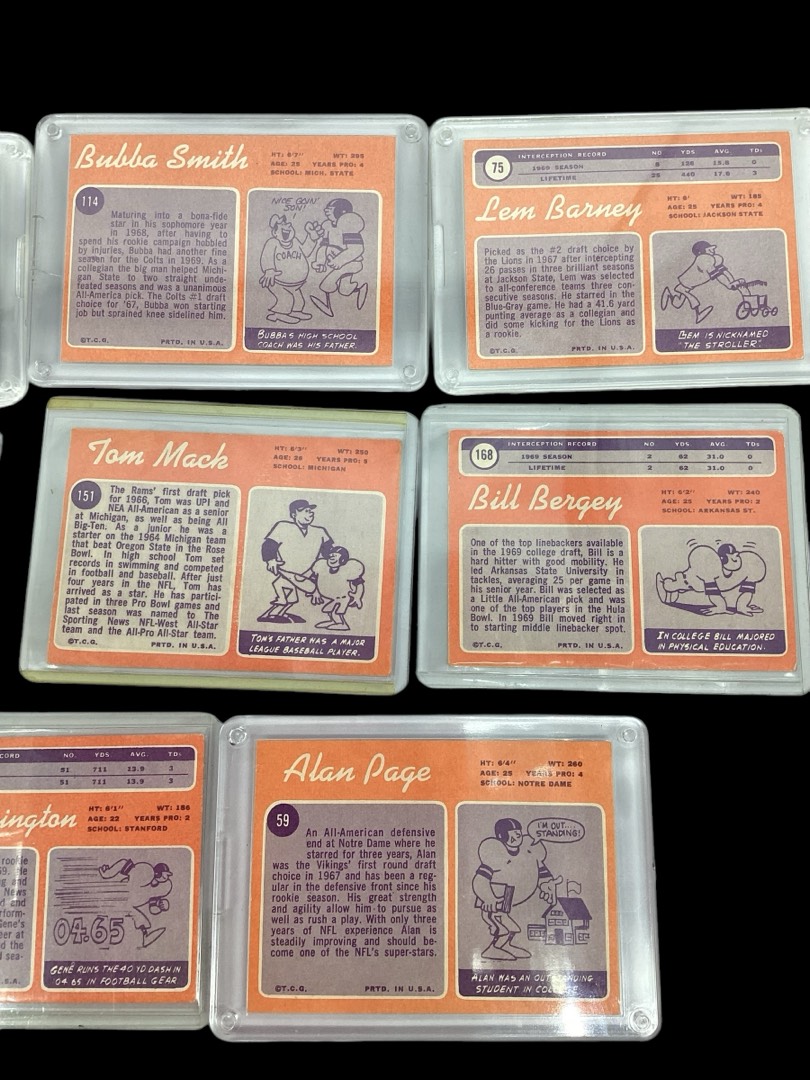 Bubba Smith
HT: 6'7" WT: 295
AGE: 25 YEARS PRO: 4
SCHOOL: MICH. STATE
114
Maturing into a bona-fide
star in his sophomore year
in 1968, after having to
spend his rookie campaign hobbled
by injuries, Bubba had another fine
season for the Colts in 1969. As a
collegian the big man helped Michi-
gan State to two straight unde-
feated seasons and was a unanimous
All-America pick. The Colts #1 draft
choice for '67, Bubba won starting
job but sprained knee sidelined him.
©T.C.G. PRTD. IN U.S.A.
NICE GOIN'
SON!
COACH
BUBBA'S HIGH SCHOOL
COACH WAS HIS FATHER.
75
INTERCEPTION RECORD NO. YDS AVG. TDs
1969 SEASON 8 126 15.8 0
LIFETIME 25 440 17.6 3
Lem Barney
HT: 6' WT: 185
AGE: 25 YEARS PRO: 4
SCHOOL: JACKSON STATE
Picked as the #2 draft choice by
the Lions in 1967 after intercepting
26 passes in three brilliant seasons
at Jackson State, Lem was selected
to all-conference teams three con-
secutive seasons. He starred in the
Blue-Gray game. He had a 41.6 yard
punting average as a collegian and
did some kicking for the Lions as
a rookie.
©T.C.G. PRTD. IN U.S.A.
LEM IS NICKNAMED
"THE STROLLER"
Tom Mack
HT: 6'3" WT: 250
AGE: 26 YEARS PRO: 5
SCHOOL: MICHIGAN
151
The Rams' first draft pick
for 1966, Tom was UPI and
NEA All-American as a senior
at Michigan, as well as being All
Big-Ten. As a junior he was a
starter on the 1964 Michigan team
that beat Oregon State in the Rose
Bowl. In high school Tom set
records in swimming and competed
in football and baseball. After just
four years in the NFL, Tom has
arrived as a star. He has partici-
pated in three Pro Bowl games and
last season was named to The
Sporting News NFL-West All-Star
team and the All-Pro All-Star team.
©T.C.G. PRTD. IN U.S.A.
TOM'S FATHER WAS A MAJOR
LEAGUE BASEBALL PLAYER.
168
INTERCEPTION RECORD NO. YDS AVG. TDs
1969 SEASON 2 62 31.0 0
LIFETIME 2 62 31.0 0
Bill Bergey
HT: 6'2" WT: 240
AGE: 25 YEARS PRO: 2
SCHOOL: ARKANSAS ST.
One of the top linebackers available
in the 1969 college draft, Bill is a
hard hitter with good mobility. He
led Arkansas State University in
tackles, averaging 25 per game in
his senior year. Bill was selected as
a Little All-American pick and was
one of the top players in the Hula
Bowl. In 1969 Bill moved right in
to starting middle linebacker spot.
©T.C.G. PRTD. IN U.S.A.
IN COLLEGE BILL MAJORED
IN PHYSICAL EDUCATION.
CORD NO. YDS AVG. TDs
51 711 13.9 3
51 711 13.9 3
ington
HT: 6'1" WT: 186
AGE: 22 YEARS PRO: 2
SCHOOL: STANFORD
rookie
9. He
g and
News
d and
rform-
Gene's
er at
d the
l sea-
.S.A.
04.65
GENE RUNS THE 40 YD DASH IN
04.65 IN FOOTBALL GEAR
Alan Page
HT: 6'4" WT: 260
AGE: 25 YEARS PRO: 4
SCHOOL: NOTRE DAME
59
An All-American defensive
end at Notre Dame where he
starred for three years, Alan
was the Vikings' first round draft
choice in 1967 and has been a reg-
ular in the defensive front since his
rookie season. His great strength
and agility allow him to pursue as
well as rush a play. With only three
years of NFL experience Alan is
steadily improving and should be-
come one of the NFL's super-stars.
©T.C.G. PRTD. IN U.S.A.
I'M OUT...
STANDING!
ALAN WAS AN OUTSTANDING
STUDENT IN COLLEGE.